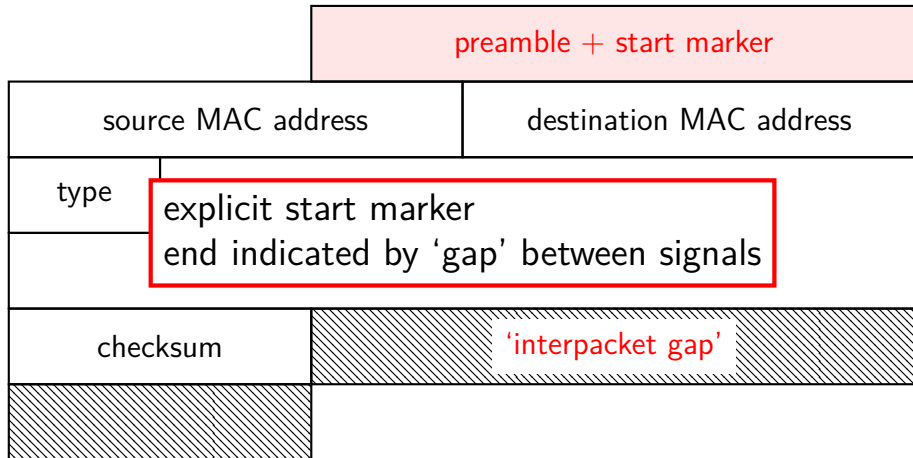 preamble + start marker
source MAC address
destination MAC address
type
explicit start marker
end indicated by ‘gap’ between signals
checksum
‘interpacket gap’